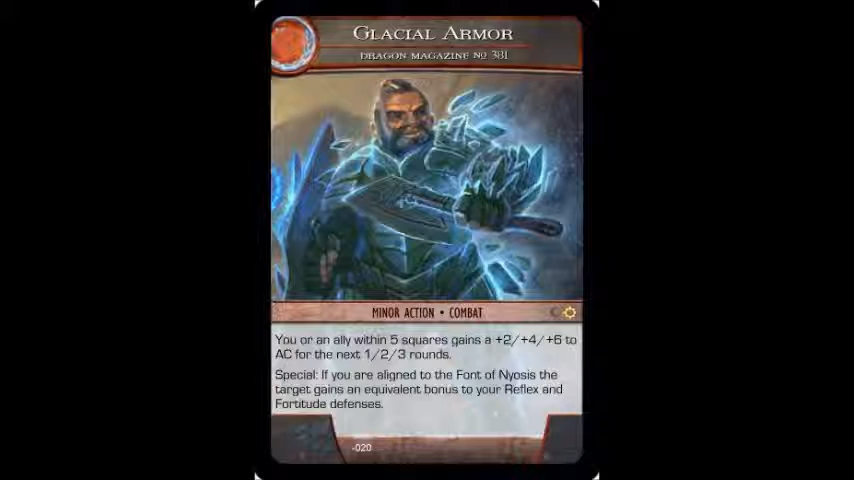 Glacial Armor
Dragon Magazine No 381
MINOR ACTION • COMBAT
You or an ally within 5 squares gains a +2/+4/+6 to
AC for the next 1/2/3 rounds.
Special: If you are aligned to the Font of Nyosis the
target gains an equivalent bonus to your Reflex and
Fortitude defenses.
-020